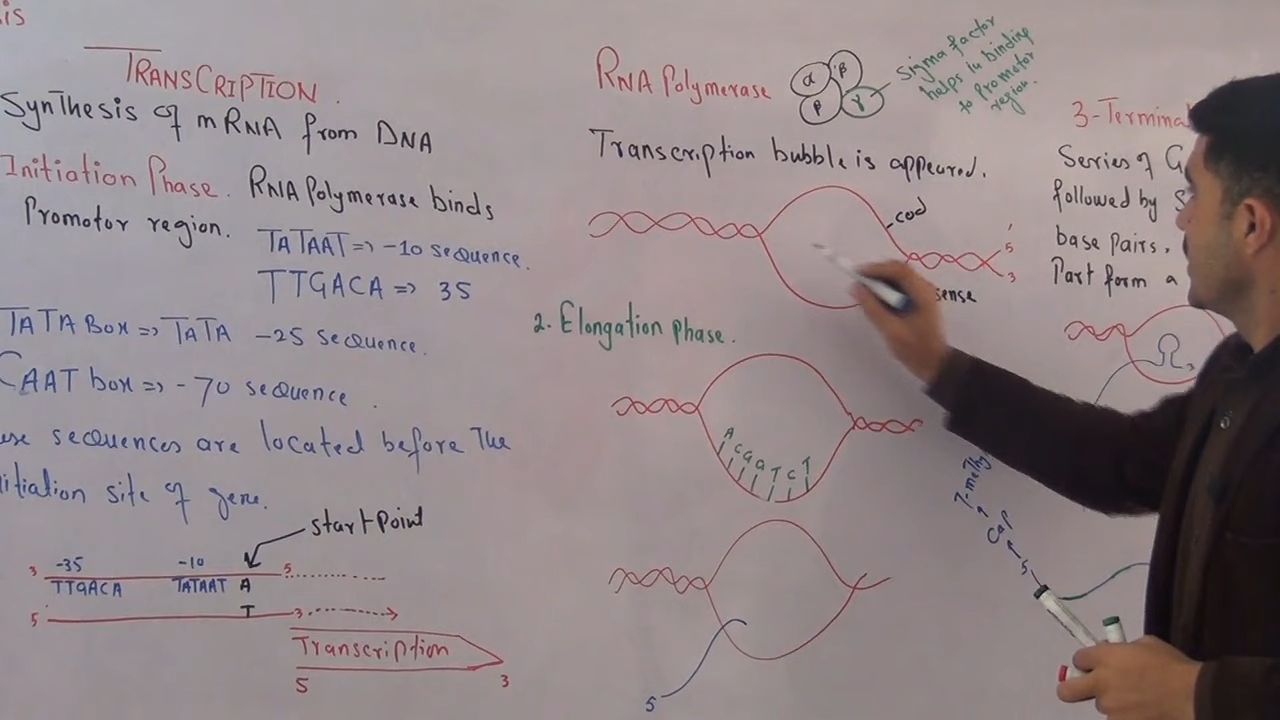 TRANSCRIPTION.
Synthesis of mRNA from DNA
Initiation Phase. RNA Polymerase binds
Promotor region.
TATAAT => -10 sequence.
TTGACA => 35
TATA Box => TATA -25 sequence.
CAAT box => -70 sequence.
sequences are located before The
site of gene.
start Point
3 -35 -10 5
TTGACA TATAAT A
T
5 3
Transcription
5 3
RNA Polymerase
α β
β γ
Sigma factor
helps in binding
to Promotor
region.
Transcription bubble is appeared.
cod
5
3
sense
2. Elongation phase.
A C G G T C T
5
3-Termina
Series of G
followed by S
base pairs.
Part form a
3
7-methy
Cap
5